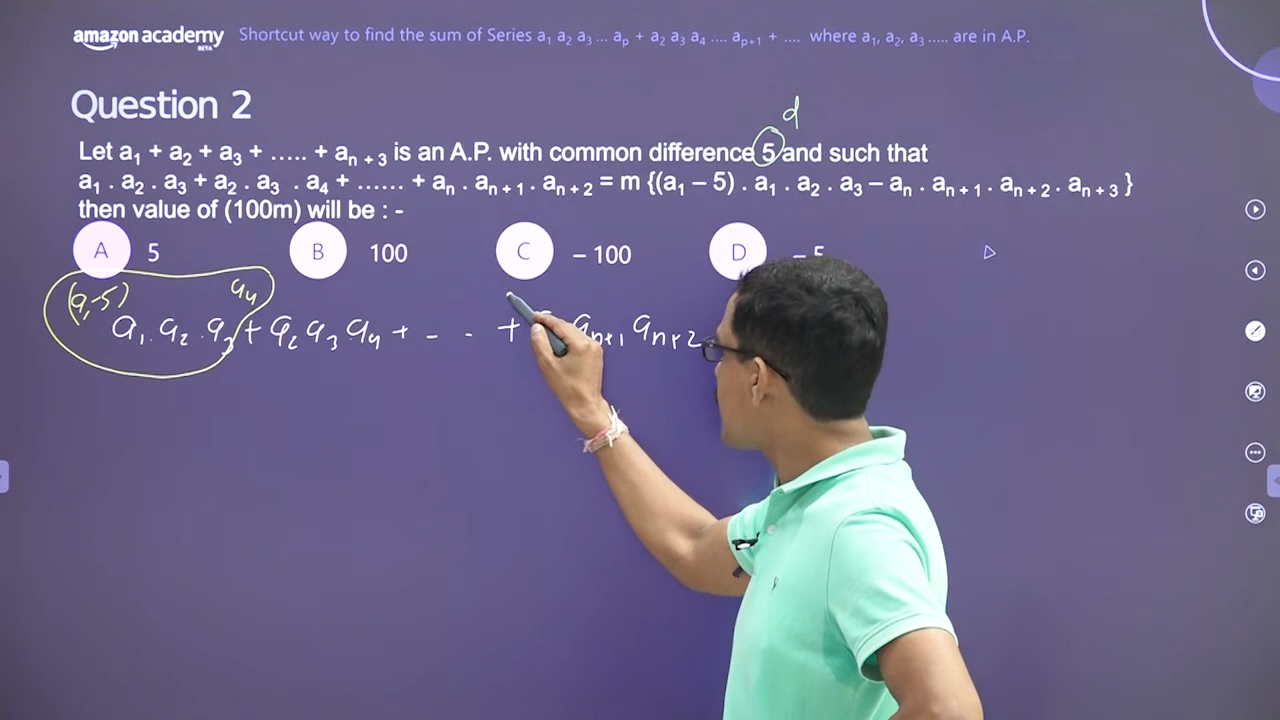 amazon academy
BETA
Shortcut way to find the sum of Series a₁ a₂ a₃ ... aₚ + a₂ a₃ a₄ .... aₚ₊₁ + .... where a₁, a₂, a₃ ..... are in A.P.
Question 2
d
Let a₁ + a₂ + a₃ + ..... + aₙ ₊ ₃ is an A.P. with common difference 5 and such that
a₁ . a₂ . a₃ + a₂ . a₃ . a₄ + ...... + aₙ . aₙ ₊ ₁ . aₙ ₊ ₂ = m {(a₁ – 5) . a₁ . a₂ . a₃ – aₙ . aₙ ₊ ₁ . aₙ ₊ ₂ . aₙ ₊ ₃ }
then value of (100m) will be : -
A 5 B 100 C – 100 D – 5
(a₁-5) a₄
a₁ . a₂ . a₃ + a₂ a₃ a₄ + - - + aₙ₊₁ aₙ₊₂